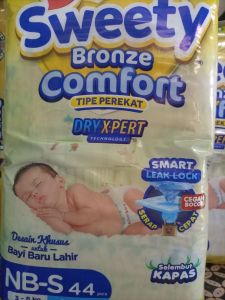 Sweety
Bronze
Comfort
TIPE PEREKAT
DRYXPERT
TECHNOLOGY
SMART
LEAK LOCK
CEGAH
BOCOR
SERAP
CEPAT
Desain Khusus
untuk
Bayi Baru Lahir
Selembut
KAPAS
NB-S 44